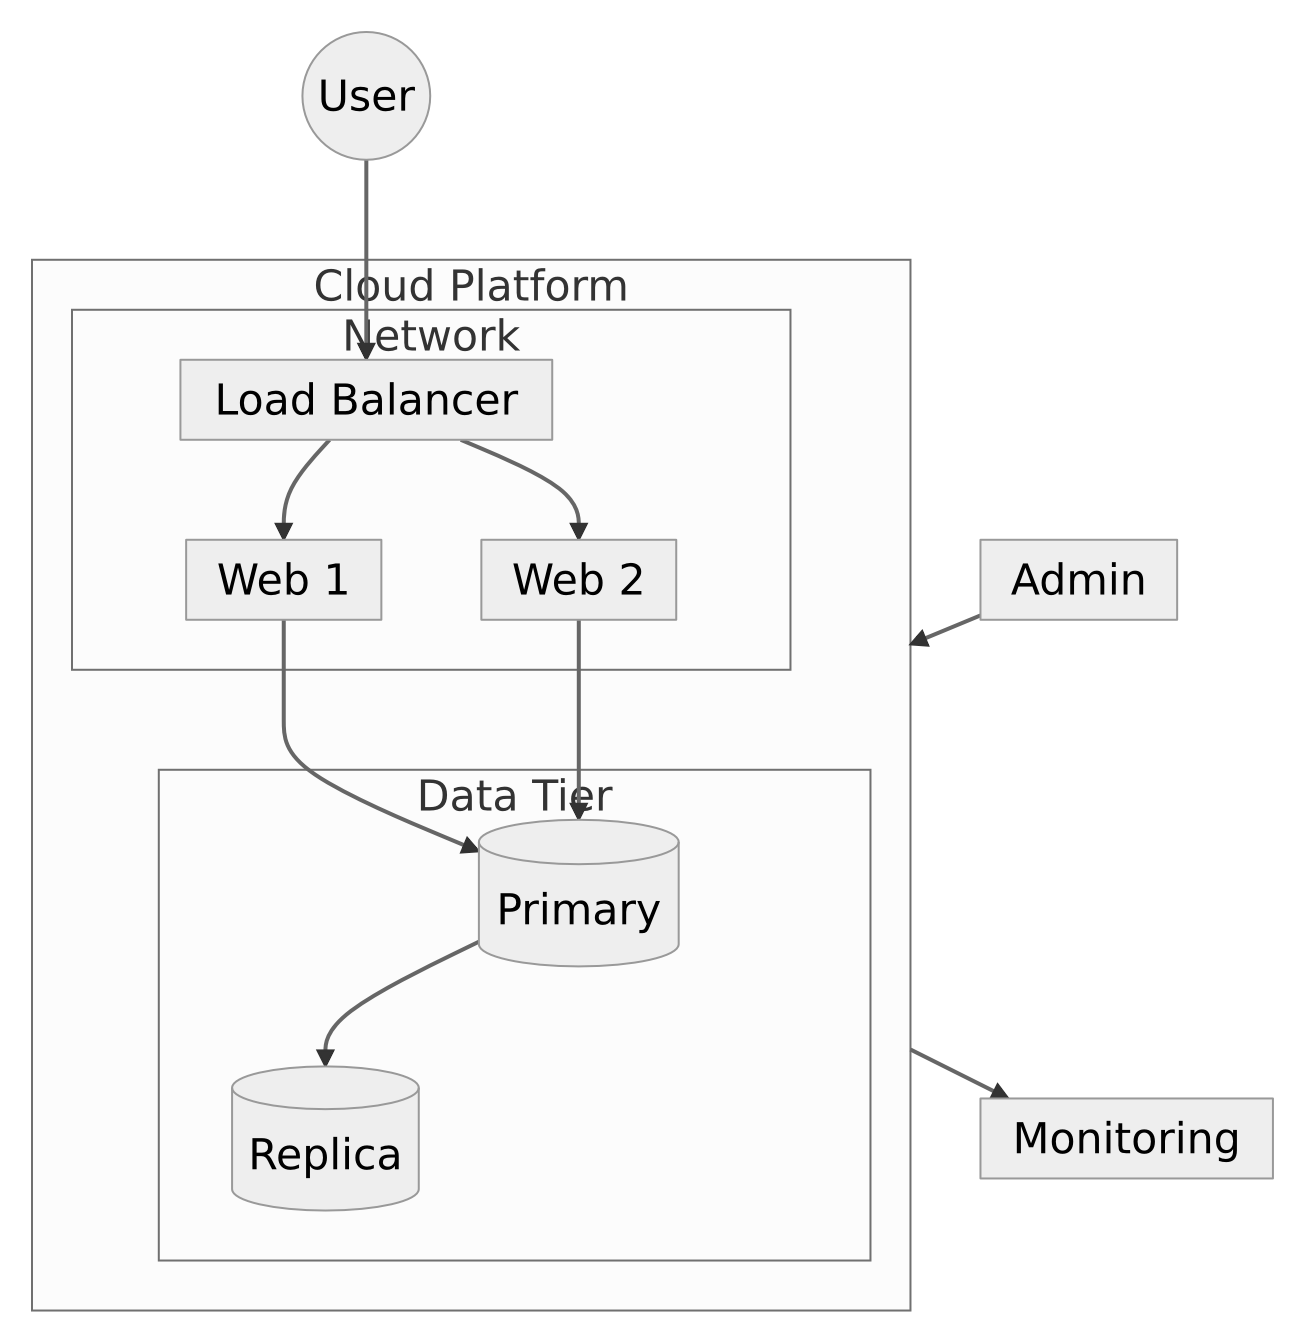 User
Cloud Platform
Network
Load Balancer
Web 1
Web 2
Admin
Data Tier
Primary
Monitoring
Replica